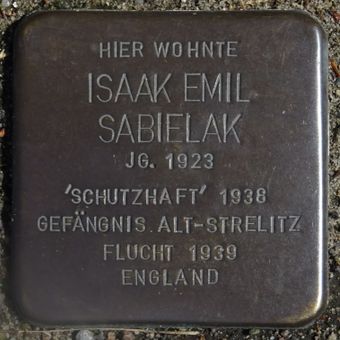 HIER WOHNTE
ISAAK EMIL
SABIELAK
JG. 1923
'SCHUTZHAFT' 1938
GEFÄNGNIS ALT-STRELITZ
FLUCHT 1939
ENGLAND